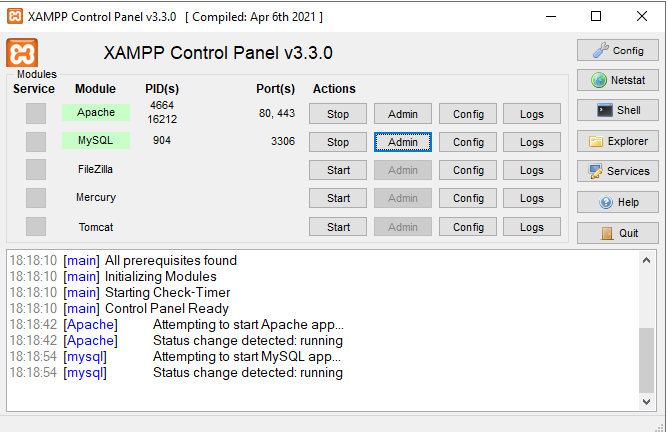 XAMPP Control Panel v3.3.0 [ Compiled: Apr 6th 2021 ]
XAMPP Control Panel v3.3.0
Config
Modules
Service Module PID(s) Port(s) Actions
Netstat
Apache 4664 16212 80, 443 Stop Admin Config Logs
Shell
MySQL 904 3306 Stop Admin Config Logs
Explorer
FileZilla Start Admin Config Logs
Services
Mercury Start Admin Config Logs
Help
Tomcat Start Admin Config Logs
Quit
18:18:10 [main] All prerequisites found
18:18:10 [main] Initializing Modules
18:18:10 [main] Starting Check-Timer
18:18:10 [main] Control Panel Ready
18:18:42 [Apache] Attempting to start Apache app...
18:18:42 [Apache] Status change detected: running
18:18:54 [mysql] Attempting to start MySQL app...
18:18:54 [mysql] Status change detected: running